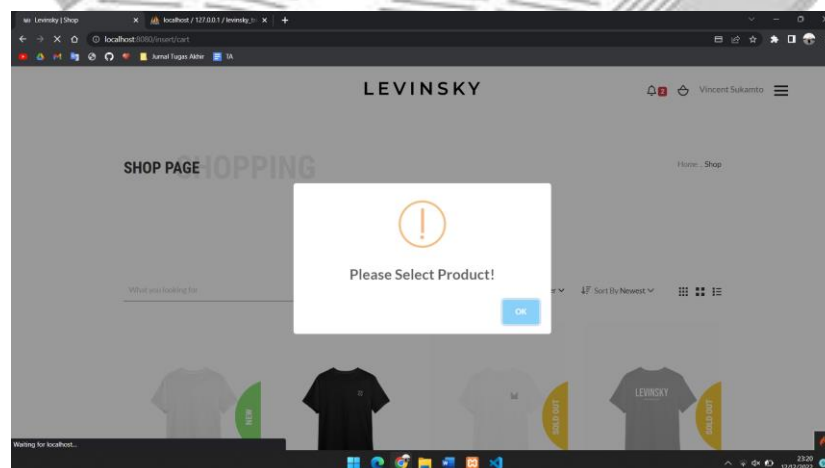 Levinsky | Shop
localhost / 127.0.0.1 / levinsky_
localhost:8080/insert/cart
Jurnal Tugas Akhir
TA
LEVINSKY
2
Vincent Sukamto
SHOPPING
SHOP PAGE
Home
Shop
Please Select Product!
OK
What you looking for
Sort By Newest
NEW
SOLD OUT
LEVINSKY
SOLD OUT
Waiting for localhost...
23:20